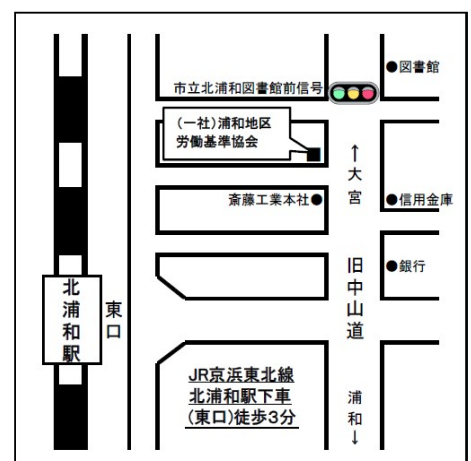 ●図書館
市立北浦和図書館前信号
(一社)浦和地区
労働基準協会
↑大宮
斎藤工業本社●
●信用金庫
●銀行
旧中山道
北浦和駅
東口
JR京浜東北線
北浦和駅下車
(東口)徒歩3分
浦和↓